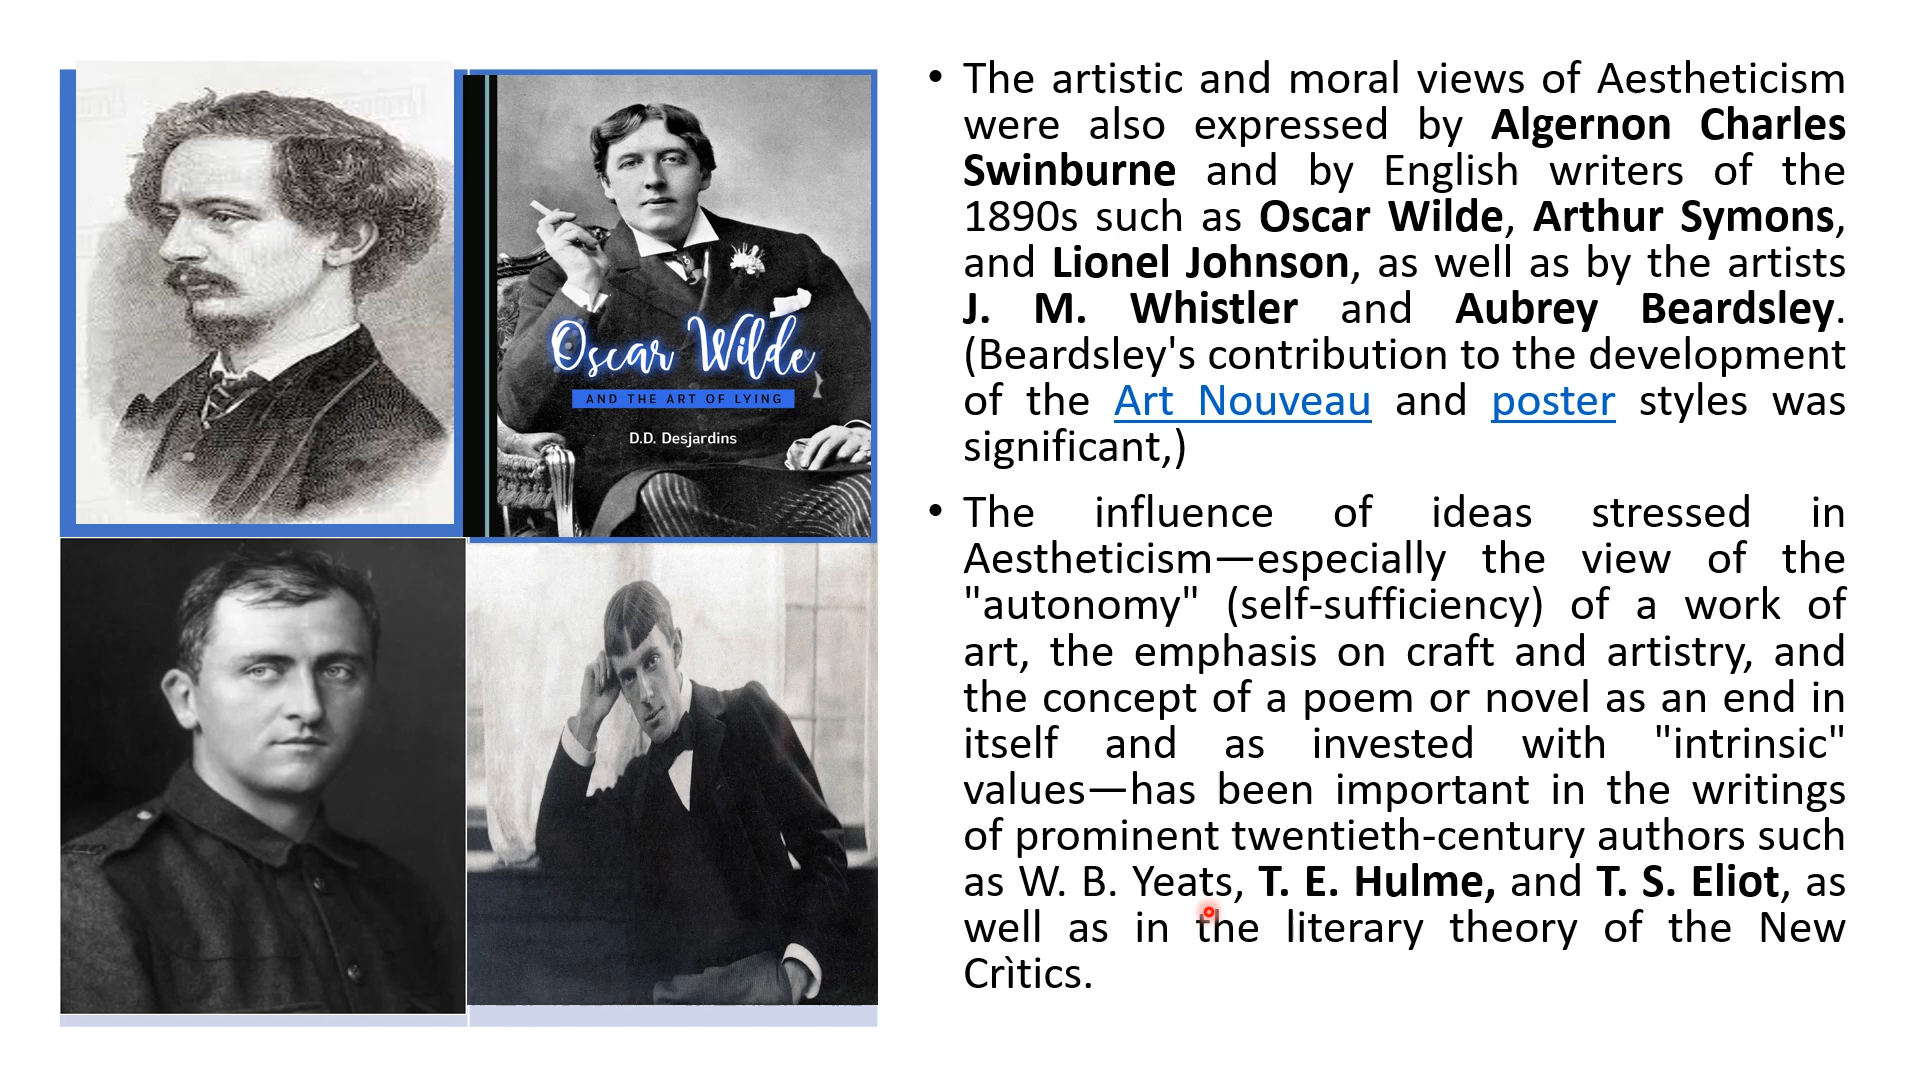 Oscar Wilde
AND THE ART OF LYING
D.D. Desjardins
• The artistic and moral views of Aestheticism
were also expressed by Algernon Charles
Swinburne and by English writers of the
1890s such as Oscar Wilde, Arthur Symons,
and Lionel Johnson, as well as by the artists
J. M. Whistler and Aubrey Beardsley.
(Beardsley's contribution to the development
of the Art Nouveau and poster styles was
significant,)
• The influence of ideas stressed in
Aestheticism—especially the view of the
"autonomy" (self-sufficiency) of a work of
art, the emphasis on craft and artistry, and
the concept of a poem or novel as an end in
itself and as invested with "intrinsic"
values—has been important in the writings
of prominent twentieth-century authors such
as W. B. Yeats, T. E. Hulme, and T. S. Eliot, as
well as in the literary theory of the New
Crìtics.